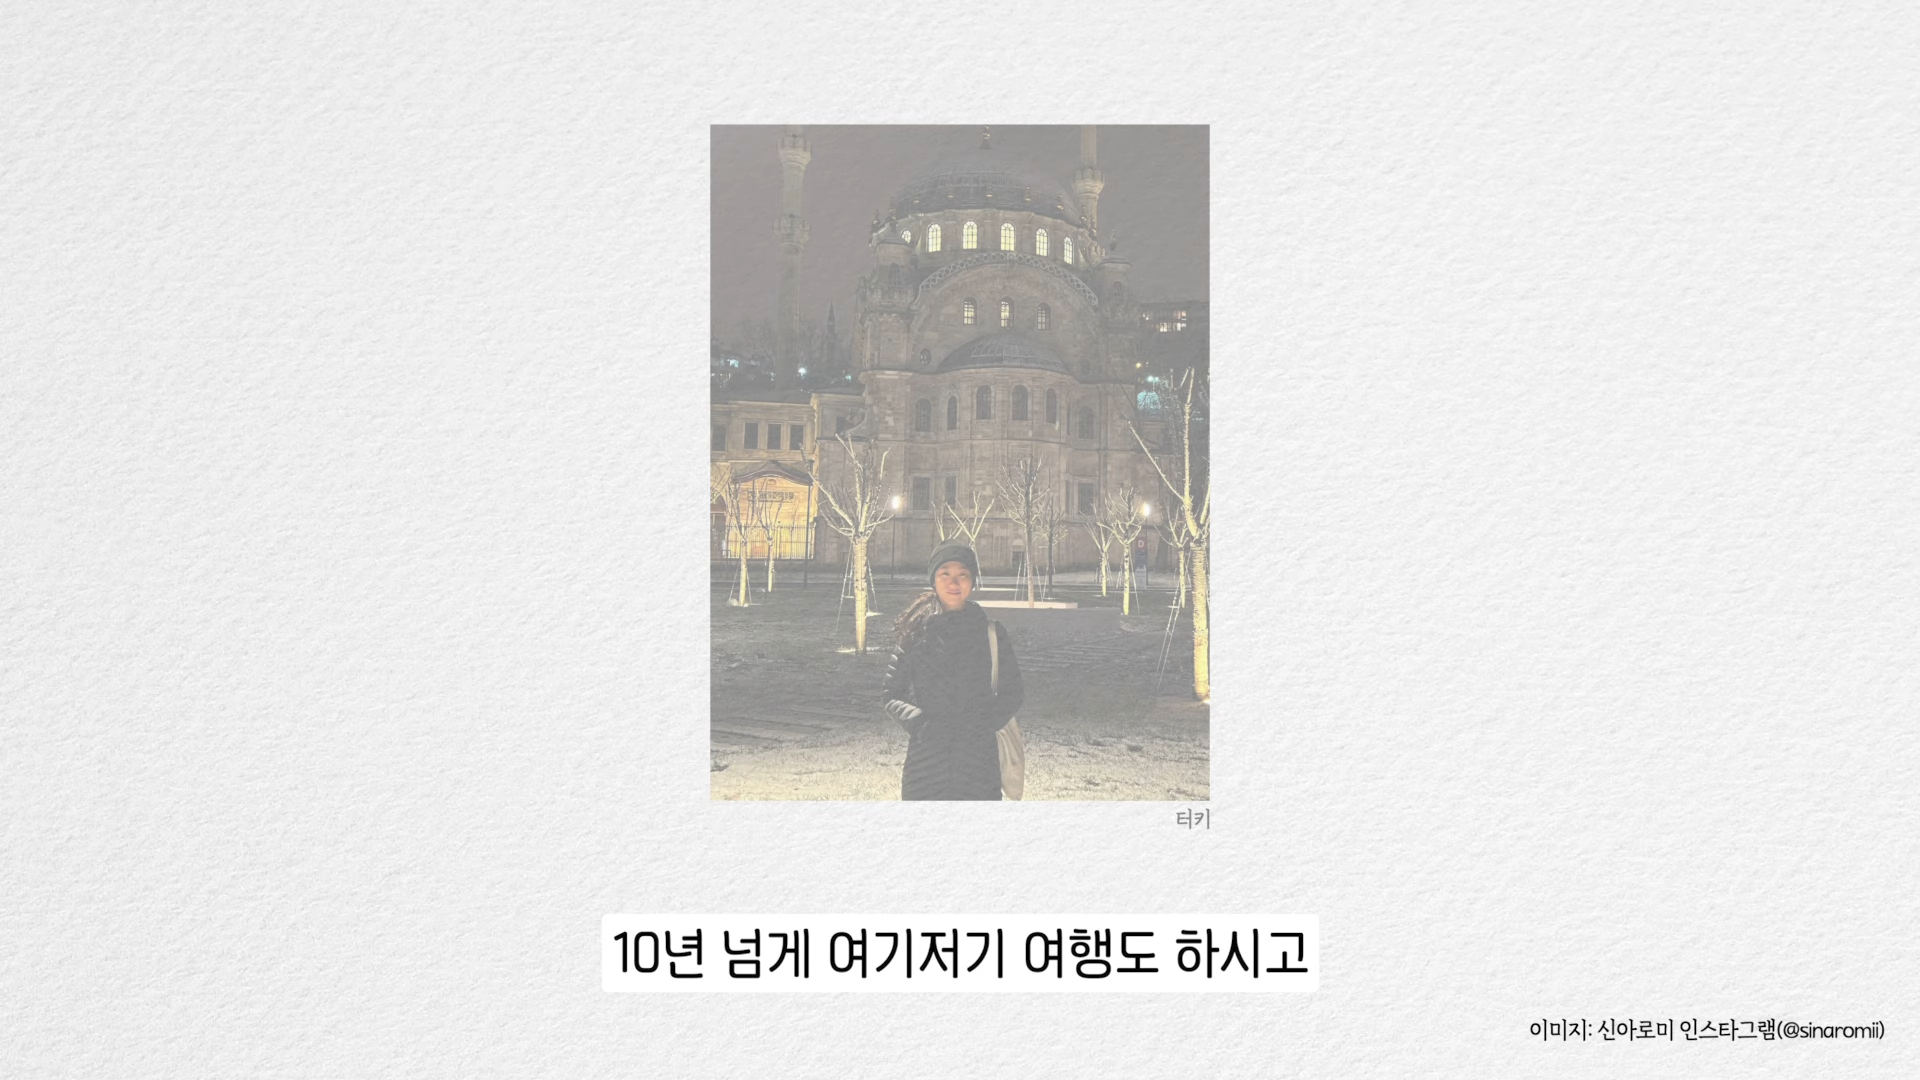 터키
10년 넘게 여기저기 여행도 하시고
이미지: 신아로미 인스타그램(@sinaromii)